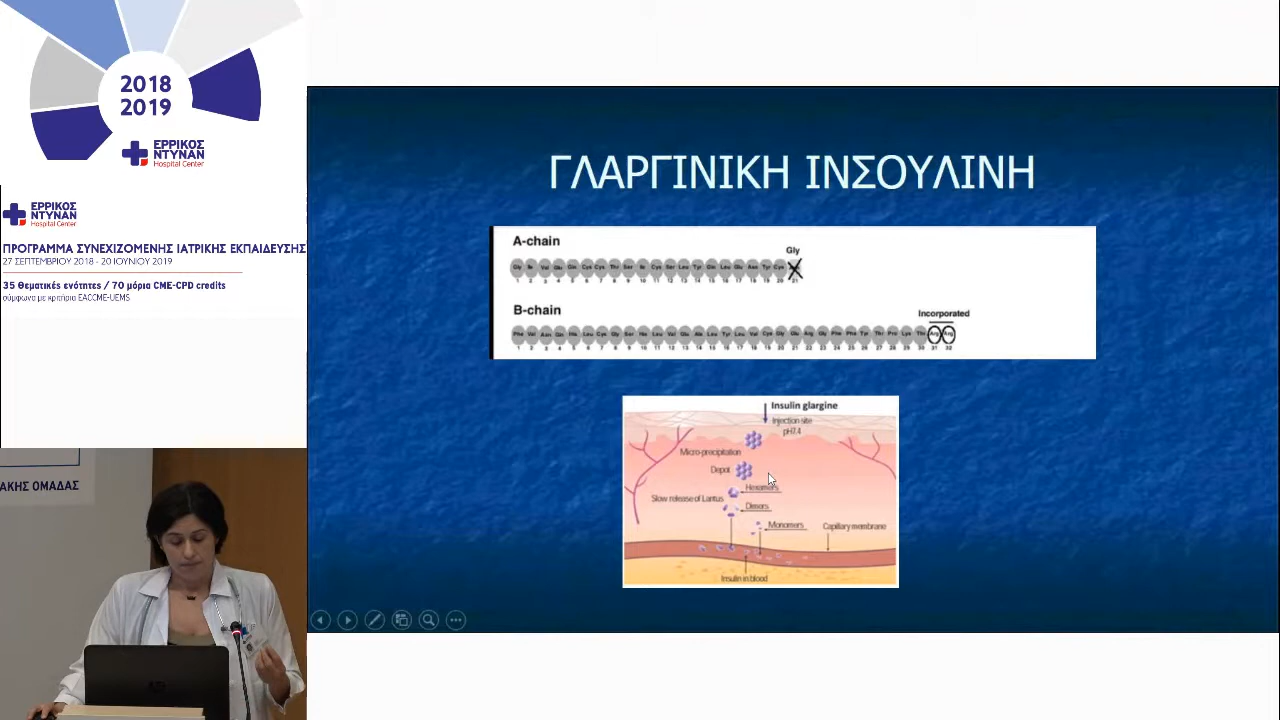 2018
2019
ΕΡΡΙΚΟΣ
ΝΤΥΝΑΝ
Hospital Center
ΕΡΡΙΚΟΣ
ΝΤΥΝΑΝ
Hospital Center
ΠΡΟΓΡΑΜΜΑ ΣΥΝΕΧΙΖΟΜΕΝΗΣ ΙΑΤΡΙΚΗΣ ΕΚΠΑΙΔΕΥΣΗΣ
27 ΣΕΠΤΕΜΒΡΙΟΥ 2018 - 20 ΙΟΥΝΙΟΥ 2019
35 Θεματικές ενότητες / 70 μόρια CME-CPD credits
σύμφωνα με κριτήρια EACCME-UEMS
ΑΚΗΣ ΟΜΑΔΑΣ
ΓΛΑΡΓΙΝΙΚΗ ΙΝΣΟΥΛΙΝΗ
A-chain
Gly
B-chain
Incorporated
Insulin glargine
Injection site
pH7.4
Micro-precipitation
Depot
Hexamers
Slow release of Lantus
Dimors
Monomers
Capillary membrane
Insulin in blood